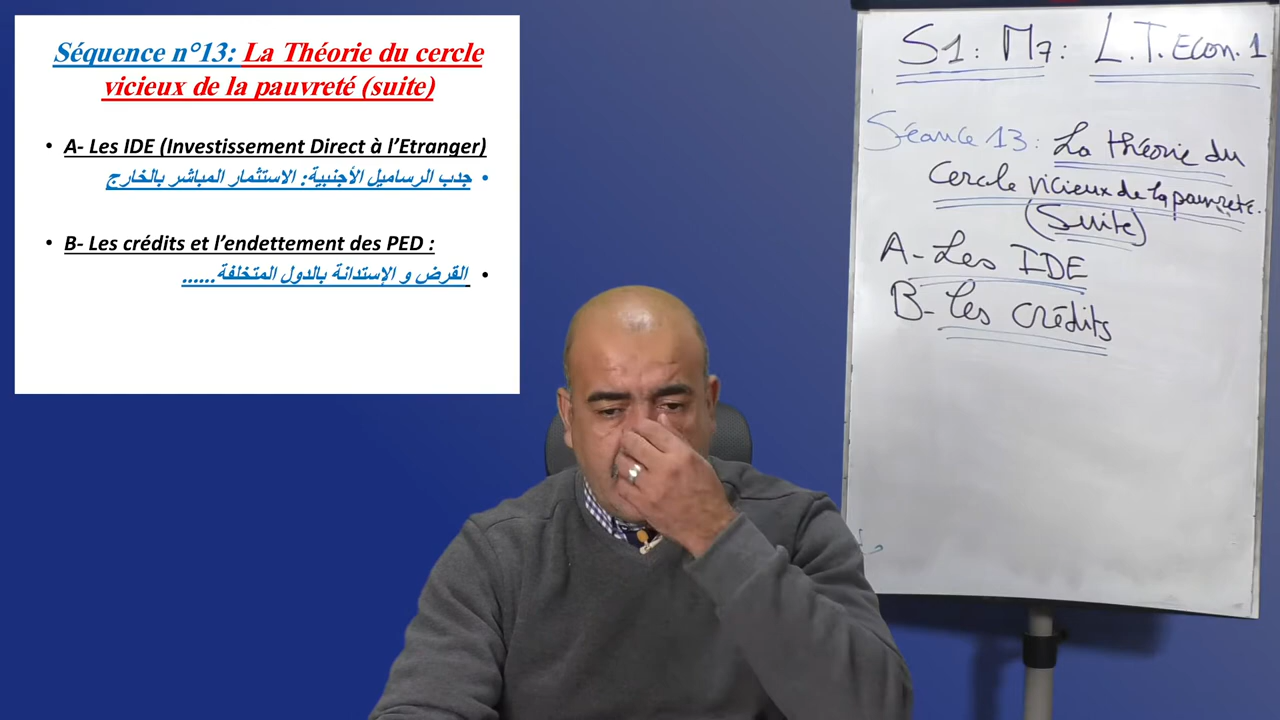 Séquence n°13: La Théorie du cercle
vicieux de la pauvreté (suite)
• A- Les IDE (Investissement Direct à l’Etranger)
• جدب الرساميل الأجنبية: الاستثمار المباشر بالخارج
• B- Les crédits et l’endettement des PED :
• القرض و الإستدانة بالدول المتخلفة......
S1: M7: L.T.Econ.1
Séance 13: La théorie du
Cercle vicieux de la pauvreté.
(Suite)
A- Les IDE
B- Les crédits